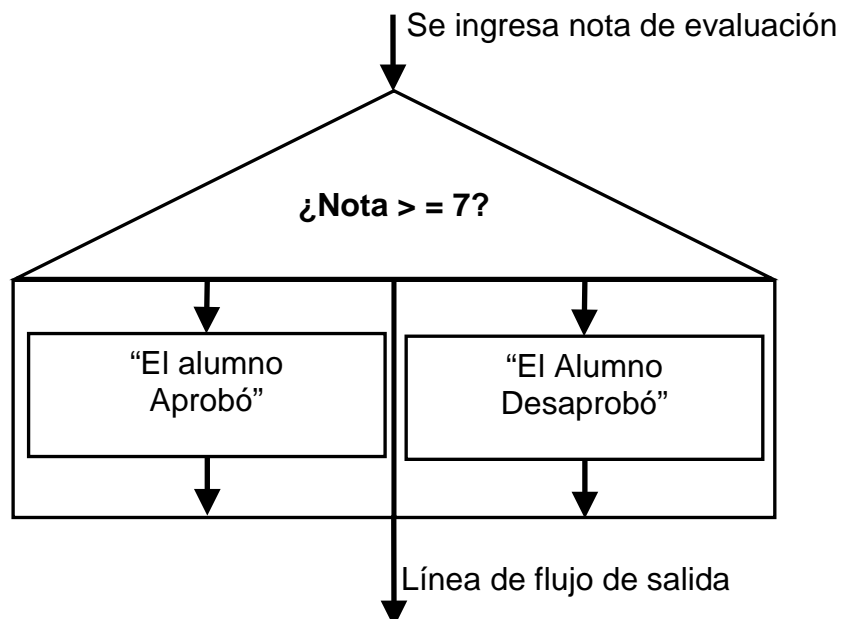 Se ingresa nota de evaluación
¿Nota > = 7?
“El alumno
Aprobó”
“El Alumno
Desaprobó”
Línea de flujo de salida